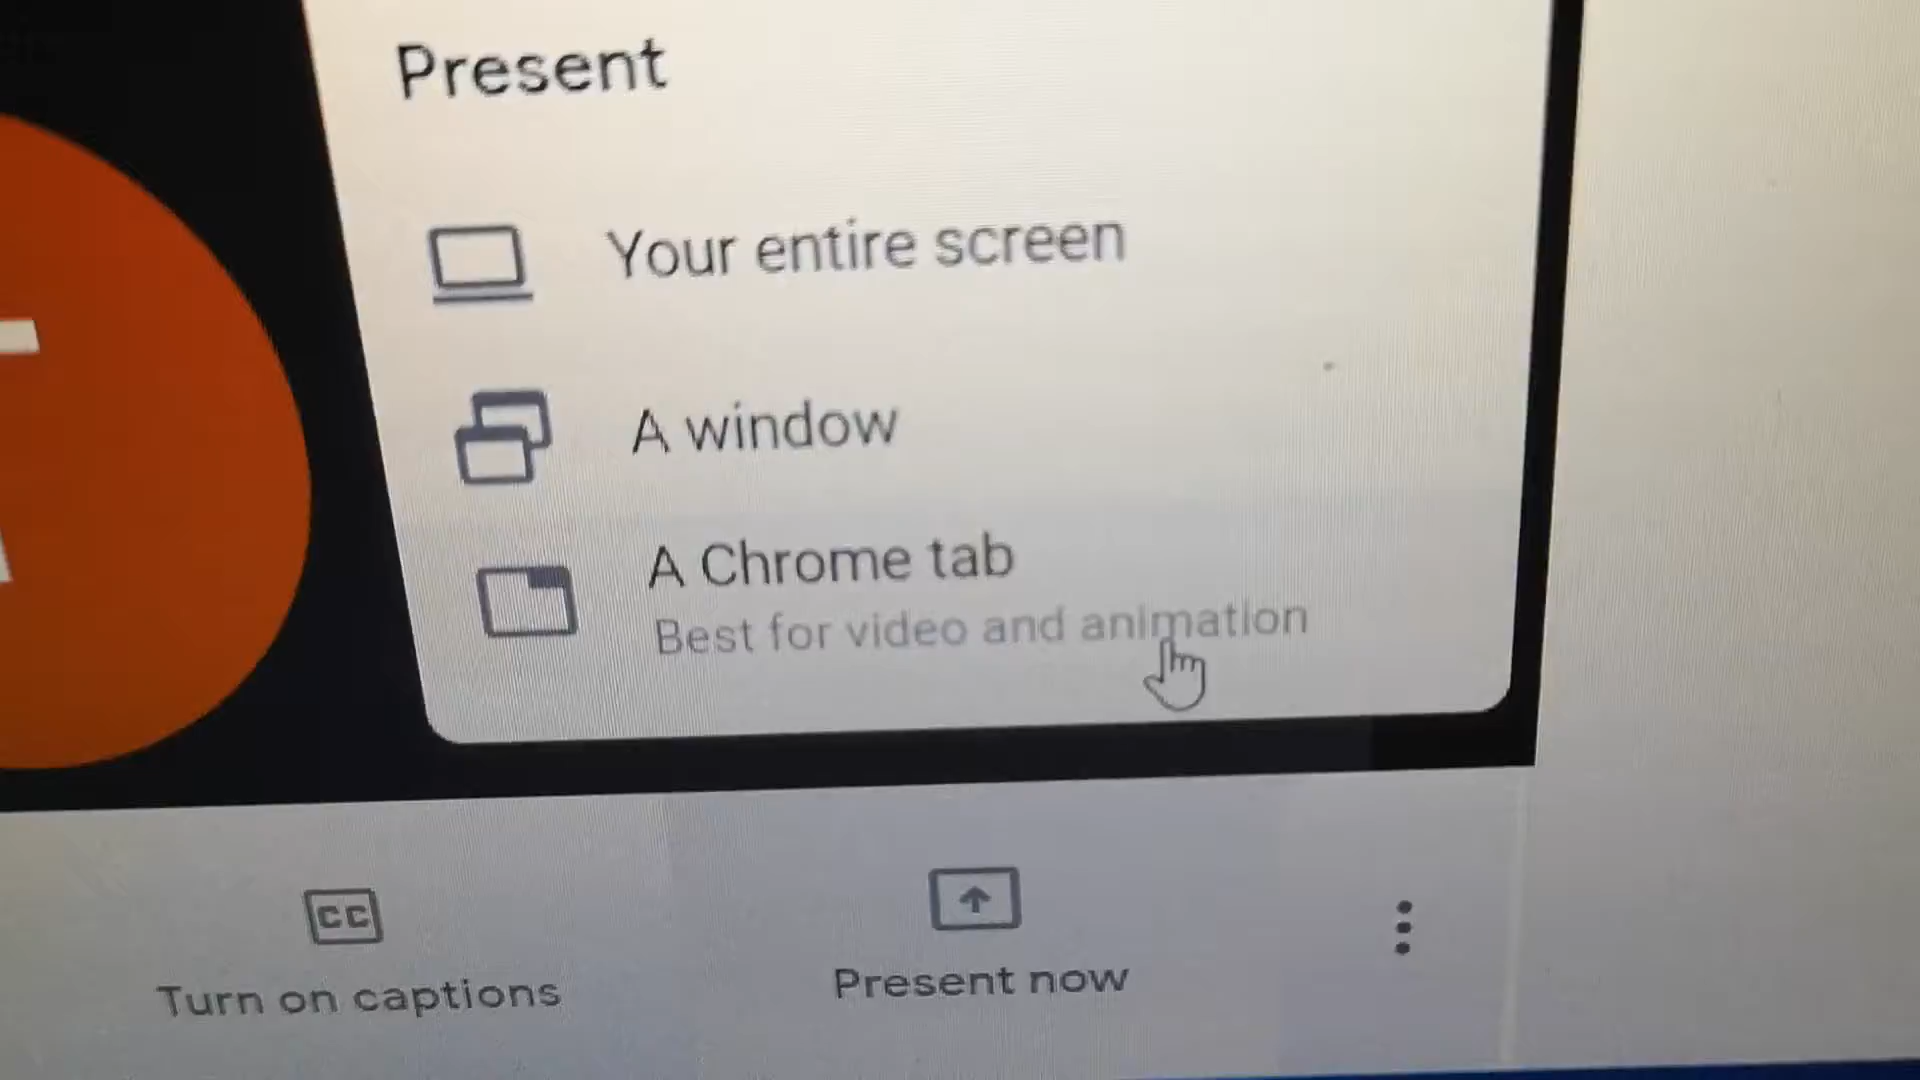 Present
Your entire screen
A window
A Chrome tab
Best for video and animation
CC
Turn on captions
Present now